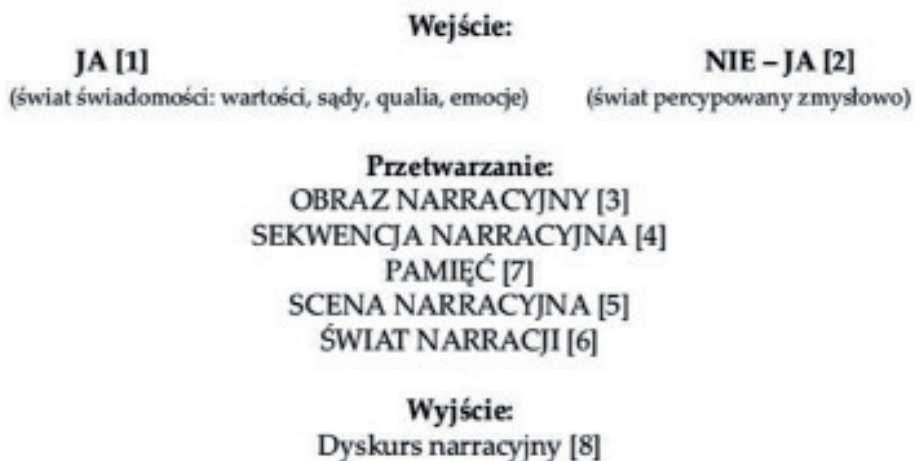 Wejście:
JA [1] NIE – JA [2]
(świat świadomości: wartości, sądy, qualia, emocje) (świat percypowany zmysłowo)
Przetwarzanie:
OBRAZ NARRACYJNY [3]
SEKWENCJA NARRACYJNA [4]
PAMIĘĆ [7]
SCENA NARRACYJNA [5]
ŚWIAT NARRACJI [6]
Wyjście:
Dyskurs narracyjny [8]